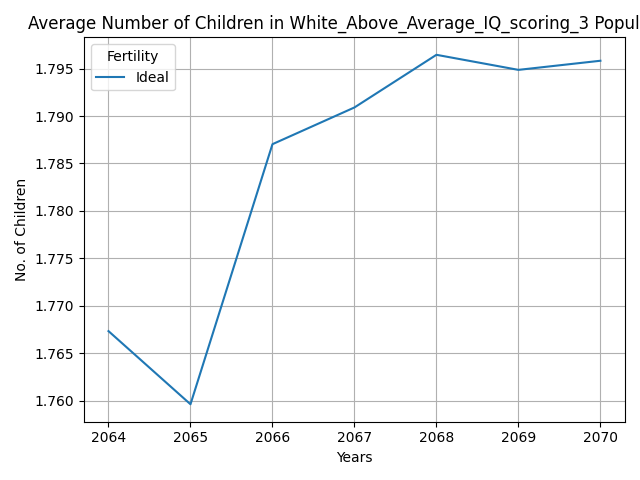 Average Number of Children in White_Above_Average_IQ_scoring_3 Popul
Fertility
Ideal
No. of Children
1.795
1.790
1.785
1.780
1.775
1.770
1.765
1.760
2064 2065 2066 2067 2068 2069 2070
Years